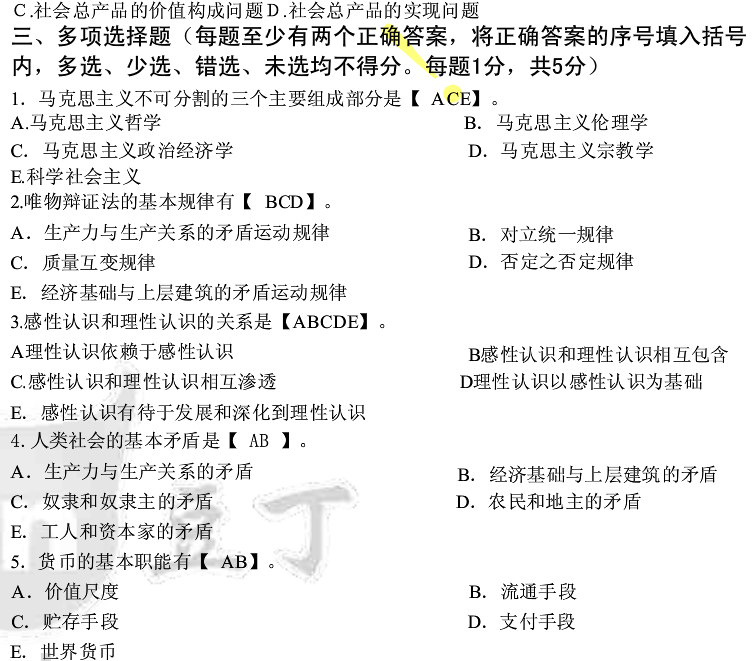 C.社会总产品的价值构成问题D.社会总产品的实现问题
三、多项选择题（每题至少有两个正确答案，将正确答案的序号填入括号
内，多选、少选、错选、未选均不得分。每题1分，共5分）
1．马克思主义不可分割的三个主要组成部分是【 ACE】。
A.马克思主义哲学 B．马克思主义伦理学
C．马克思主义政治经济学 D．马克思主义宗教学
E.科学社会主义
2.唯物辩证法的基本规律有【 BCD】。
A．生产力与生产关系的矛盾运动规律 B．对立统一规律
C．质量互变规律 D．否定之否定规律
E．经济基础与上层建筑的矛盾运动规律
3.感性认识和理性认识的关系是【ABCDE】。
A理性认识依赖于感性认识 B感性认识和理性认识相互包含
C.感性认识和理性认识相互渗透 D理性认识以感性认识为基础
E．感性认识有待于发展和深化到理性认识
4.人类社会的基本矛盾是【 AB 】。
A．生产力与生产关系的矛盾 B．经济基础与上层建筑的矛盾
C．奴隶和奴隶主的矛盾 D．农民和地主的矛盾
E．工人和资本家的矛盾
5．货币的基本职能有【 AB】。
A．价值尺度 B．流通手段
C．贮存手段 D．支付手段
E．世界货币
豆丁